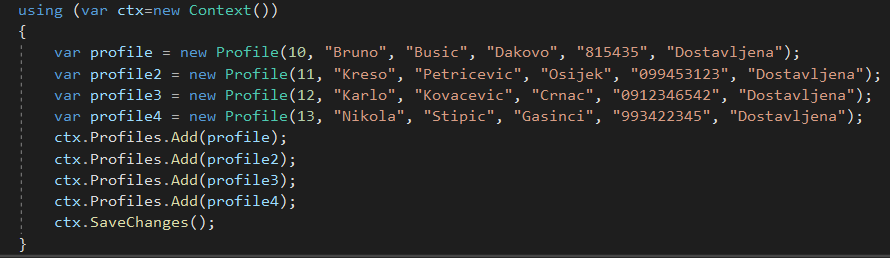 using (var ctx=new Context())
{
var profile = new Profile(10, "Bruno", "Busic", "Dakovo", "815435", "Dostavljena");
var profile2 = new Profile(11, "Kreso", "Petricevic", "Osijek", "099453123", "Dostavljena");
var profile3 = new Profile(12, "Karlo", "Kovacevic", "Crnac", "0912346542", "Dostavljena");
var profile4 = new Profile(13, "Nikola", "Stipic", "Gasinci", "993422345", "Dostavljena");
ctx.Profiles.Add(profile);
ctx.Profiles.Add(profile2);
ctx.Profiles.Add(profile3);
ctx.Profiles.Add(profile4);
ctx.SaveChanges();
}